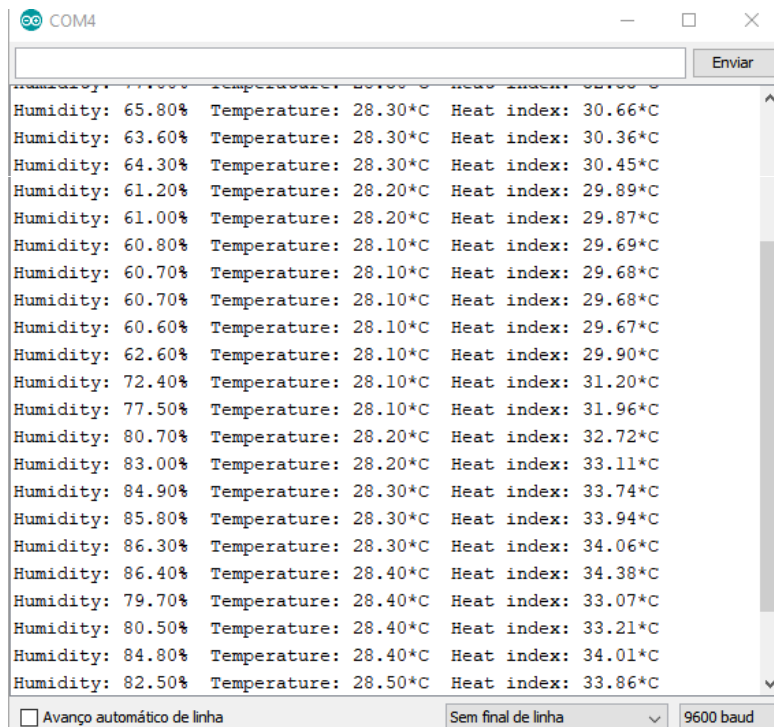 COM4
Enviar
Humidity: 65.80% Temperature: 28.30*C Heat index: 30.66*C
Humidity: 63.60% Temperature: 28.30*C Heat index: 30.36*C
Humidity: 64.30% Temperature: 28.30*C Heat index: 30.45*C
Humidity: 61.20% Temperature: 28.20*C Heat index: 29.89*C
Humidity: 61.00% Temperature: 28.20*C Heat index: 29.87*C
Humidity: 60.80% Temperature: 28.10*C Heat index: 29.69*C
Humidity: 60.70% Temperature: 28.10*C Heat index: 29.68*C
Humidity: 60.70% Temperature: 28.10*C Heat index: 29.68*C
Humidity: 60.60% Temperature: 28.10*C Heat index: 29.67*C
Humidity: 62.60% Temperature: 28.10*C Heat index: 29.90*C
Humidity: 72.40% Temperature: 28.10*C Heat index: 31.20*C
Humidity: 77.50% Temperature: 28.10*C Heat index: 31.96*C
Humidity: 80.70% Temperature: 28.20*C Heat index: 32.72*C
Humidity: 83.00% Temperature: 28.20*C Heat index: 33.11*C
Humidity: 84.90% Temperature: 28.30*C Heat index: 33.74*C
Humidity: 85.80% Temperature: 28.30*C Heat index: 33.94*C
Humidity: 86.30% Temperature: 28.30*C Heat index: 34.06*C
Humidity: 86.40% Temperature: 28.40*C Heat index: 34.38*C
Humidity: 79.70% Temperature: 28.40*C Heat index: 33.07*C
Humidity: 80.50% Temperature: 28.40*C Heat index: 33.21*C
Humidity: 84.80% Temperature: 28.40*C Heat index: 34.01*C
Humidity: 82.50% Temperature: 28.50*C Heat index: 33.86*C
Avanço automático de linha Sem final de linha 9600 baud